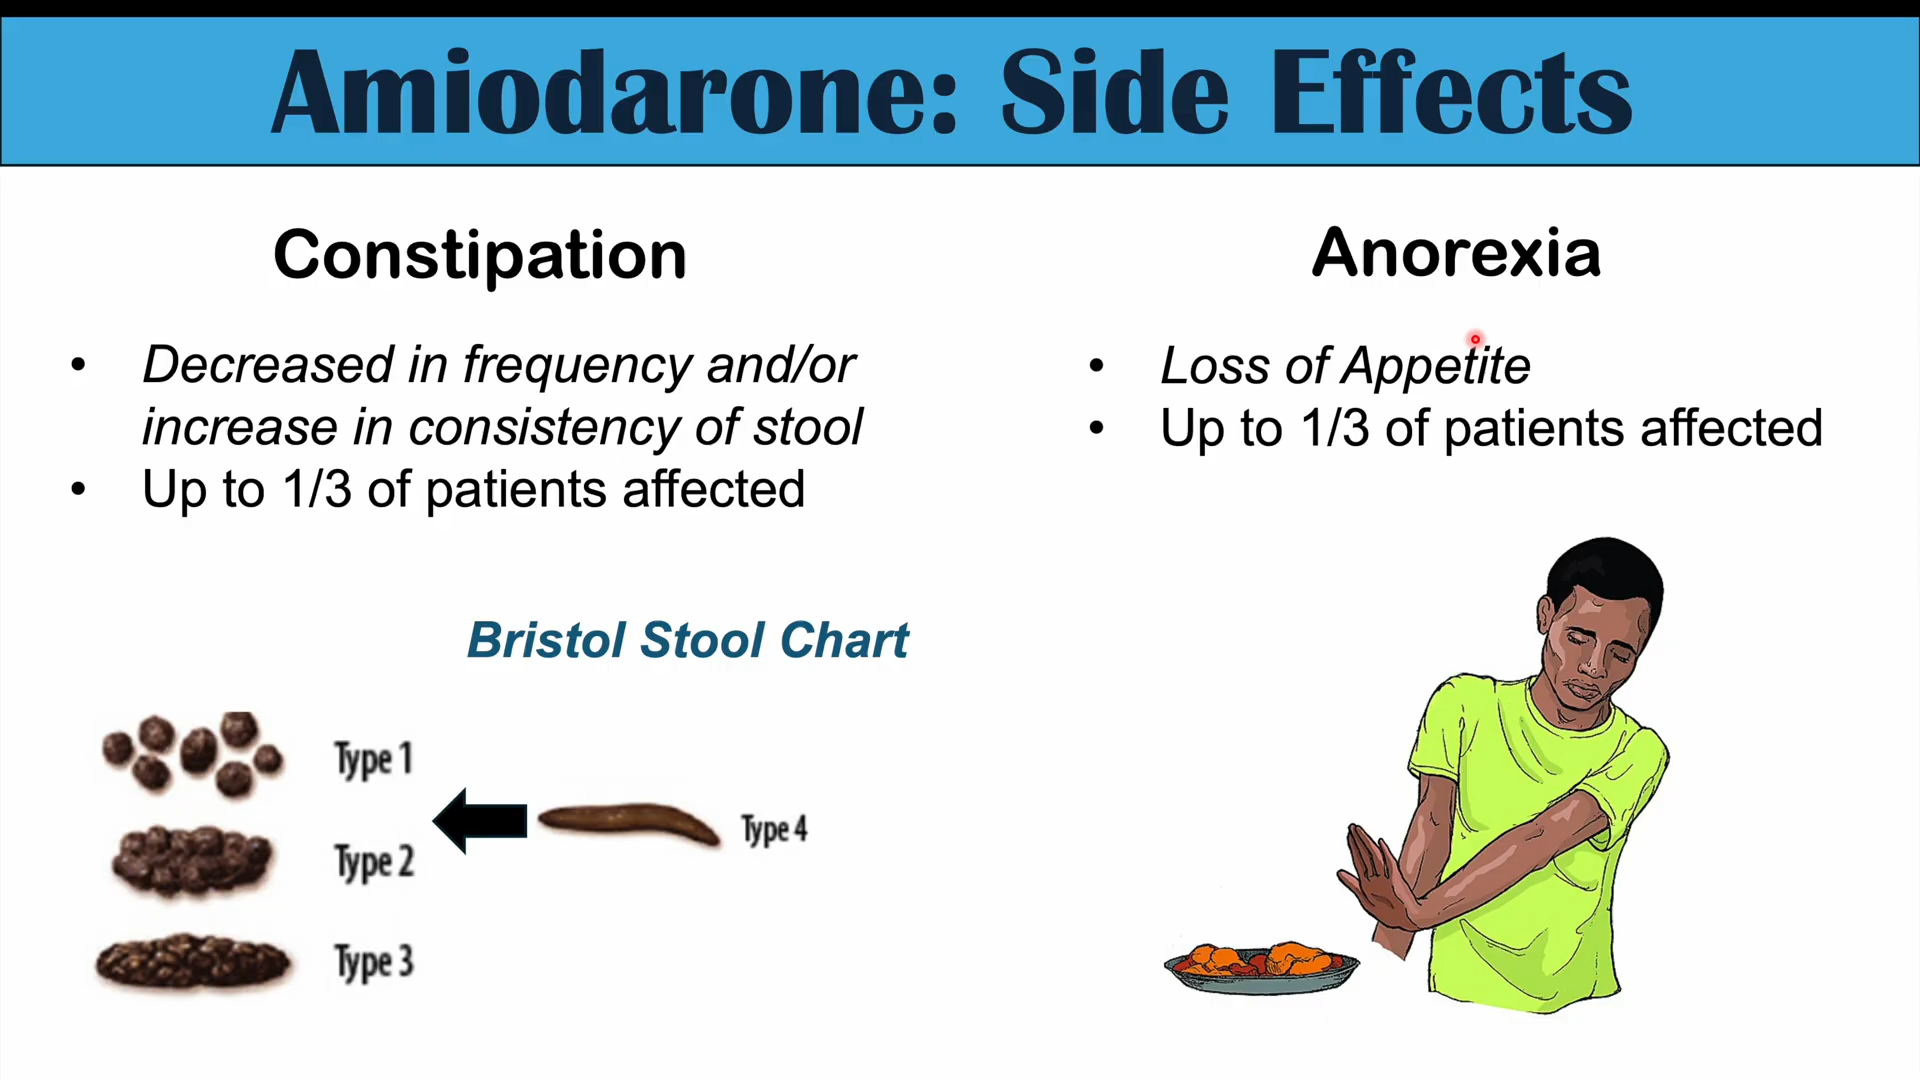 Amiodarone: Side Effects
Constipation
• Decreased in frequency and/or
increase in consistency of stool
• Up to 1/3 of patients affected
Anorexia
• Loss of Appetite
• Up to 1/3 of patients affected
Bristol Stool Chart
Type 1
Type 2
Type 3
Type 4